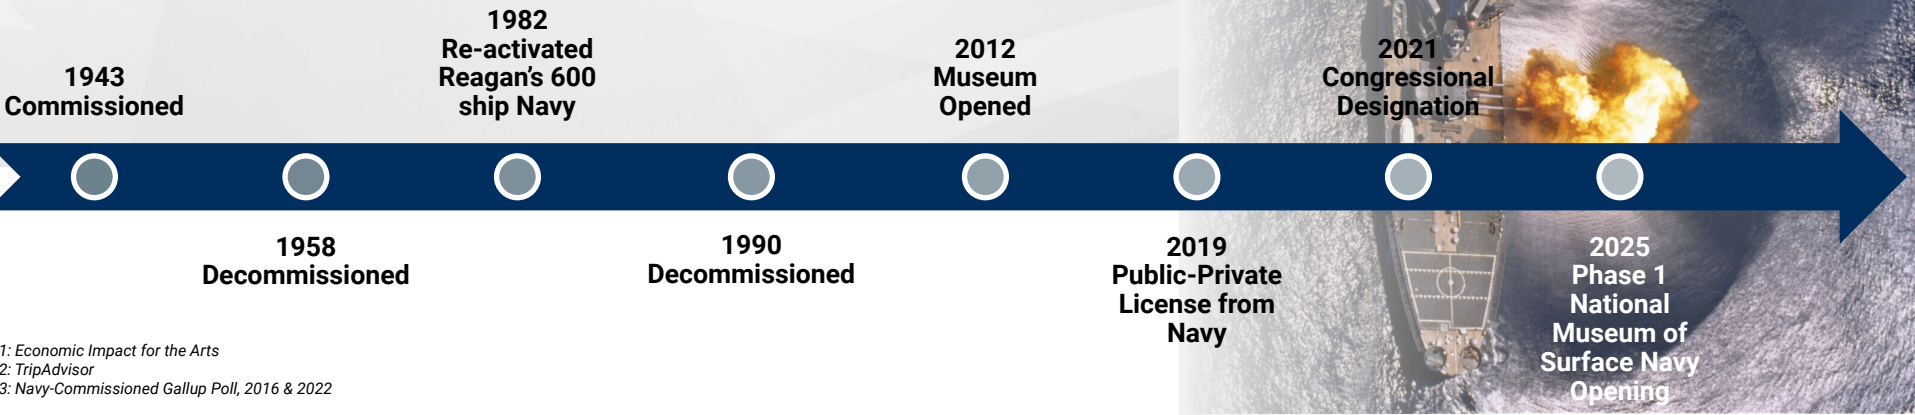 1943
Commissioned
1958
Decommissioned
1982
Re-activated
Reagan's 600
ship Navy
1990
Decommissioned
2012
Museum
Opened
2019
Public-Private
License from
Navy
2021
Congressional
Designation
2025
Phase 1
National
Museum of
Surface Navy
Opening
1: Economic Impact for the Arts
2: TripAdvisor
3: Navy-Commissioned Gallup Poll, 2016 & 2022